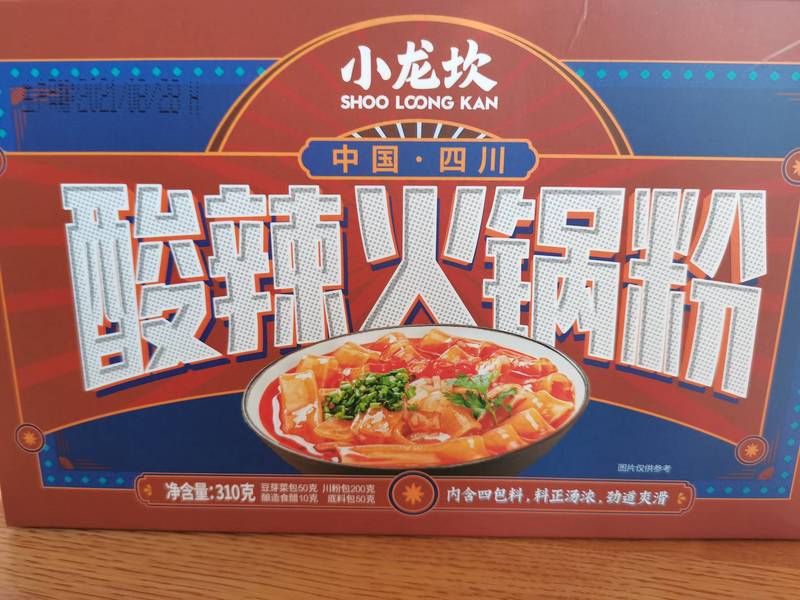 小龙坎
SHOO LOONG KAN
2021/08/28 H
中国·四川
酸辣火锅粉
图片仅供参考
净含量:310克
豆芽菜包50克 川粉包200克
酿造食醋10克 底料包50克
内含四包料,料正汤浓,劲道爽滑